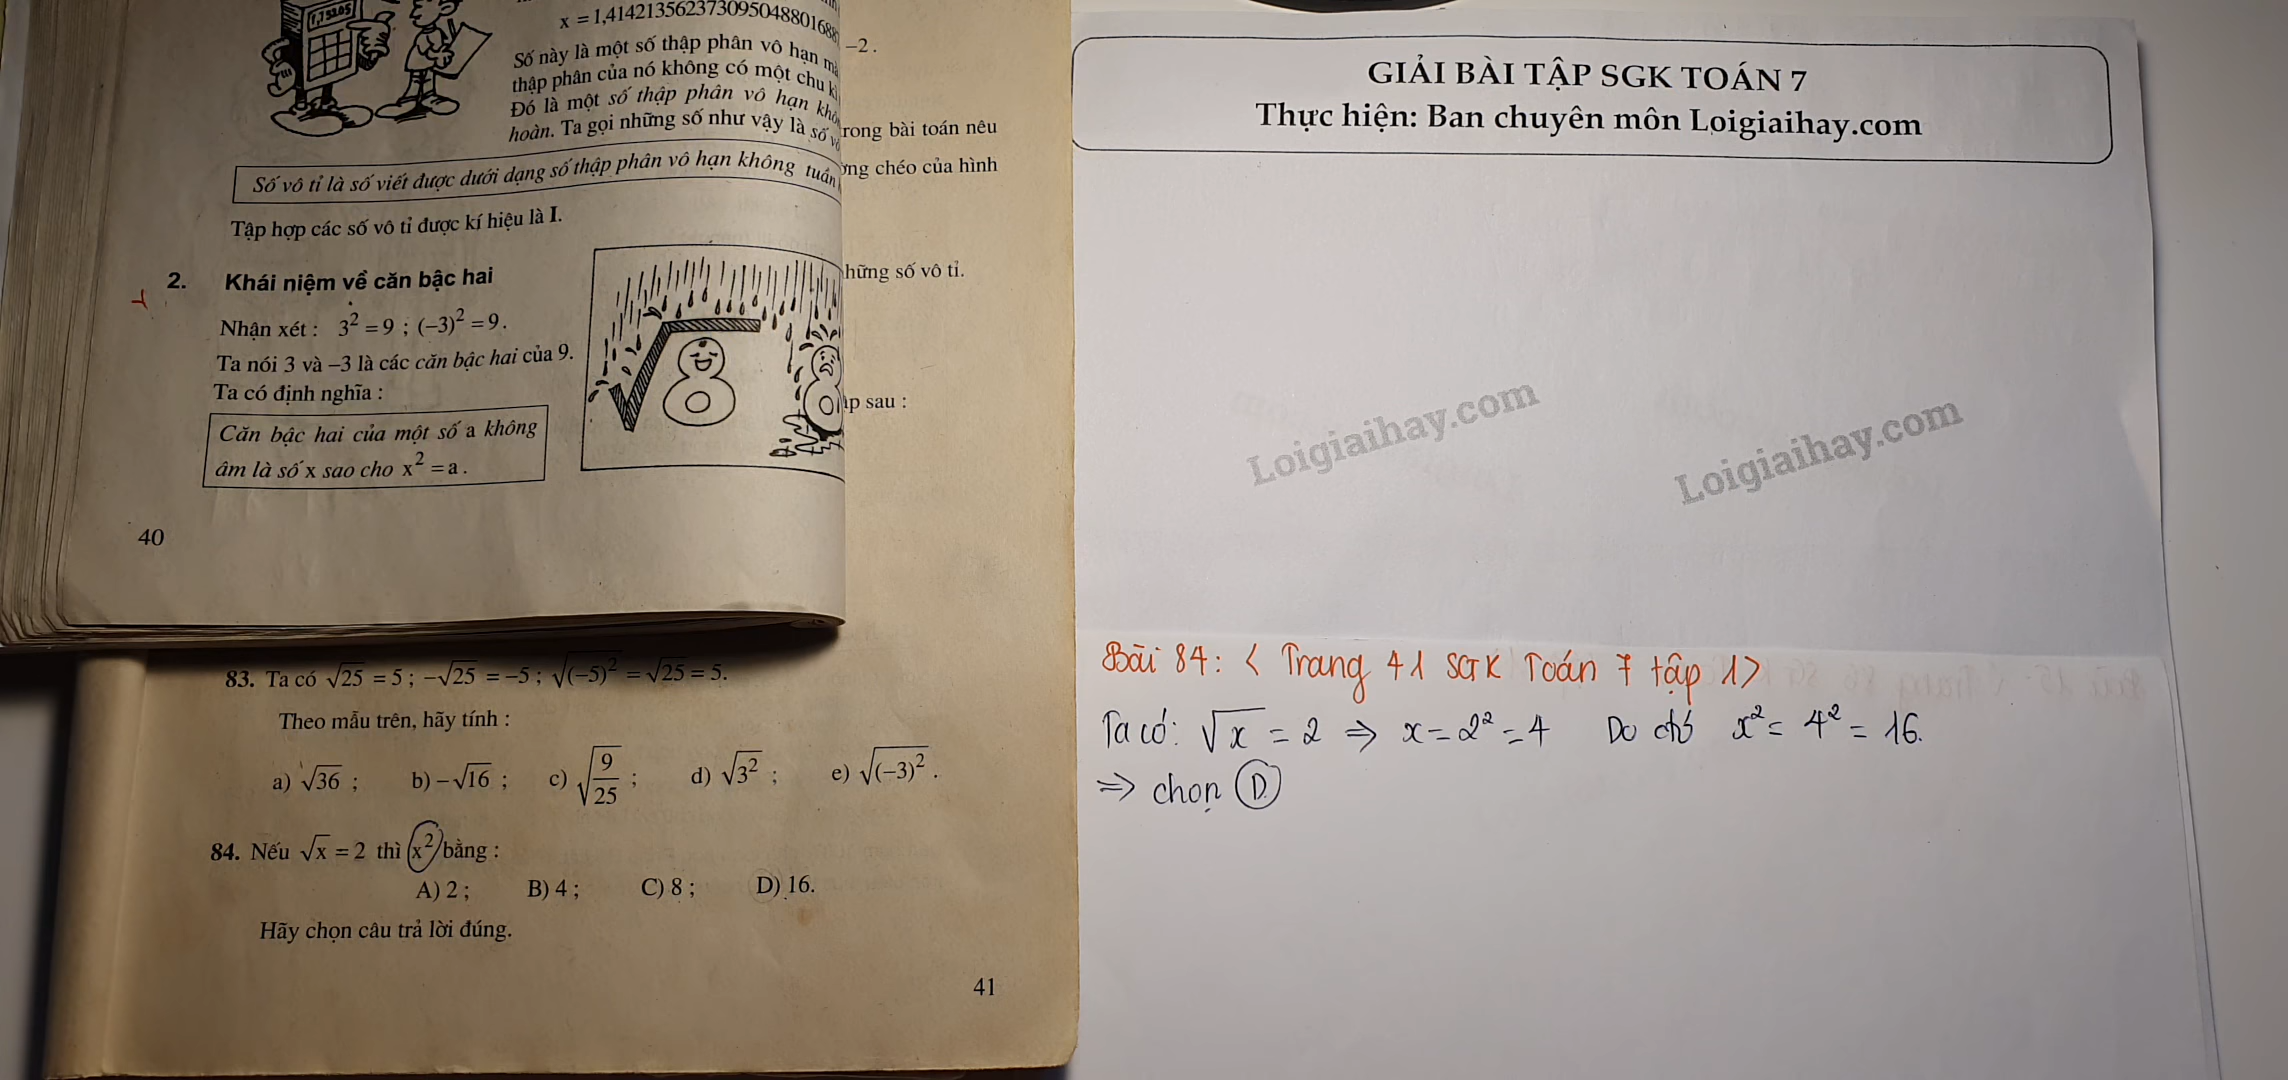 1,75205
x = 1,41421356237309504880168
-2 .
Số này là một số thập phân vô hạn mà
thập phân của nó không có một chu kì
Đó là một số thập phân vô hạn
hoàn. Ta gọi những số như vậy là số
rong bài toán nêu
Số vô tỉ là số viết được dưới dạng số thập phân vô hạn không tuần
ờng chéo của hình
Tập hợp các số vô tỉ được kí hiệu là I.
hững số vô tỉ.
2. Khái niệm về căn bậc hai
Nhận xét : 3² = 9 ; (–3)² = 9 .
Ta nói 3 và –3 là các căn bậc hai của 9.
Ta có định nghĩa :
Căn bậc hai của một số a không
âm là số x sao cho x² = a .
√8
8
ập sau :
40
83. Ta có √25 = 5 ; –√25 = –5 ; √(–5)² = √25 = 5.
Theo mẫu trên, hãy tính :
a) √36 ; b) –√16 ; c) √9/25 ; d) √3² ; e) √(–3)² .
84. Nếu √x = 2 thì x² bằng :
A) 2 ; B) 4 ; C) 8 ; D) 16.
Hãy chọn câu trả lời đúng.
41
GIẢI BÀI TẬP SGK TOÁN 7
Thực hiện: Ban chuyên môn Loigiaihay.com
Loigiaihay.com
Loigiaihay.com
Bài 84: < Trang 41 SGK Toán 7 tập 1>
Ta có: √x = 2 ⇒ x = 2² = 4 Do đó x² = 4² = 16.
⇒ chọn D.